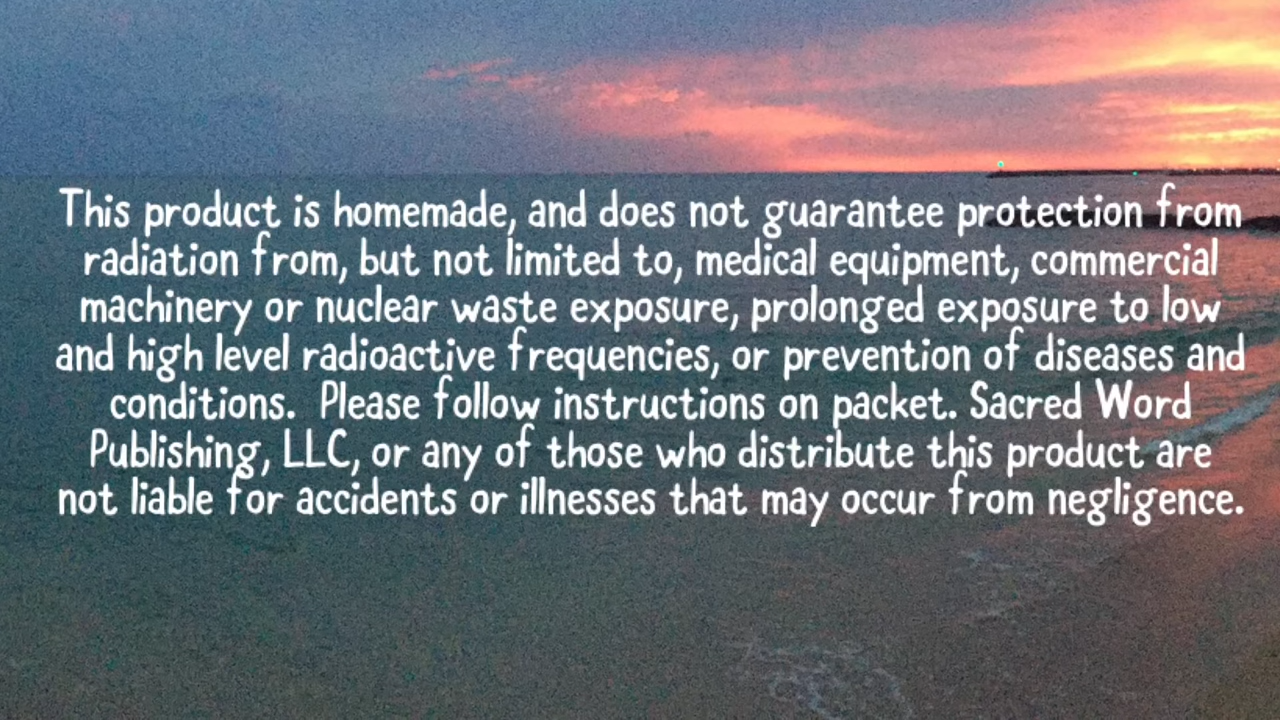 This product is homemade, and does not guarantee protection from
radiation from, but not limited to, medical equipment, commercial
machinery or nuclear waste exposure, prolonged exposure to low
and high level radioactive frequencies, or prevention of diseases and
conditions.  Please follow instructions on packet. Sacred Word
Publishing, LLC, or any of those who distribute this product are
not liable for accidents or illnesses that may occur from negligence.